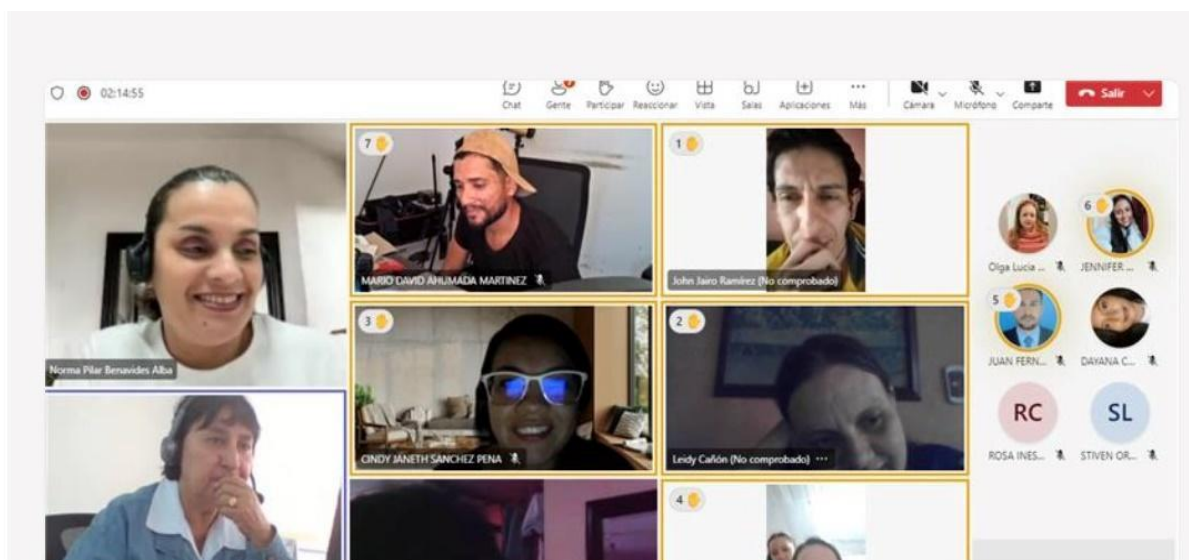 02:14:55
Chat
Gente
Participar
Reaccionar
Vista
Salas
Aplicaciones
Más
Cámara
Micrófono
Comparte
Salir
7
MARIO DAVID AHUMADA MARTINEZ
1
John Jairo Ramírez (No comprobado)
Norma Pilar Benavides Alba
3
CINDY JANETH SANCHEZ PENA
2
Leidy Cañón (No comprobado) ...
4
Olga Lucia ...
6
JENNIFER ...
5
JUAN FERN...
DAYANA C...
RC
ROSA INES...
SL
STIVEN OR...